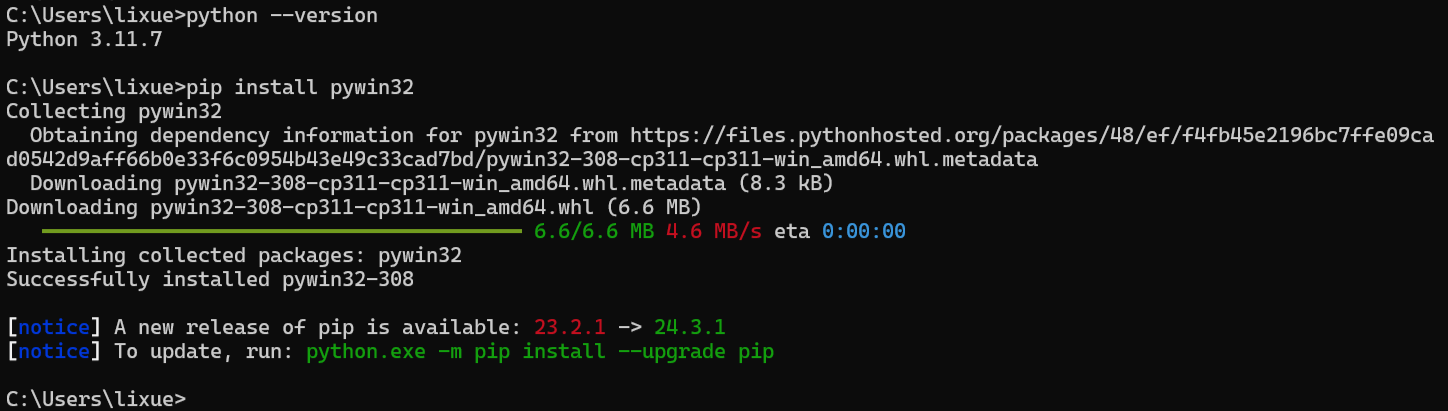 C:\Users\lixue>python --version
Python 3.11.7
C:\Users\lixue>pip install pywin32
Collecting pywin32
  Obtaining dependency information for pywin32 from https://files.pythonhosted.org/packages/48/ef/f4fb45e2196bc7ffe09ca
d0542d9aff66b0e33f6c0954b43e49c33cad7bd/pywin32-308-cp311-cp311-win_amd64.whl.metadata
  Downloading pywin32-308-cp311-cp311-win_amd64.whl.metadata (8.3 kB)
Downloading pywin32-308-cp311-cp311-win_amd64.whl (6.6 MB)
6.6/6.6 MB 4.6 MB/s eta 0:00:00
Installing collected packages: pywin32
Successfully installed pywin32-308
[notice] A new release of pip is available: 23.2.1 -> 24.3.1
[notice] To update, run: python.exe -m pip install --upgrade pip
C:\Users\lixue>